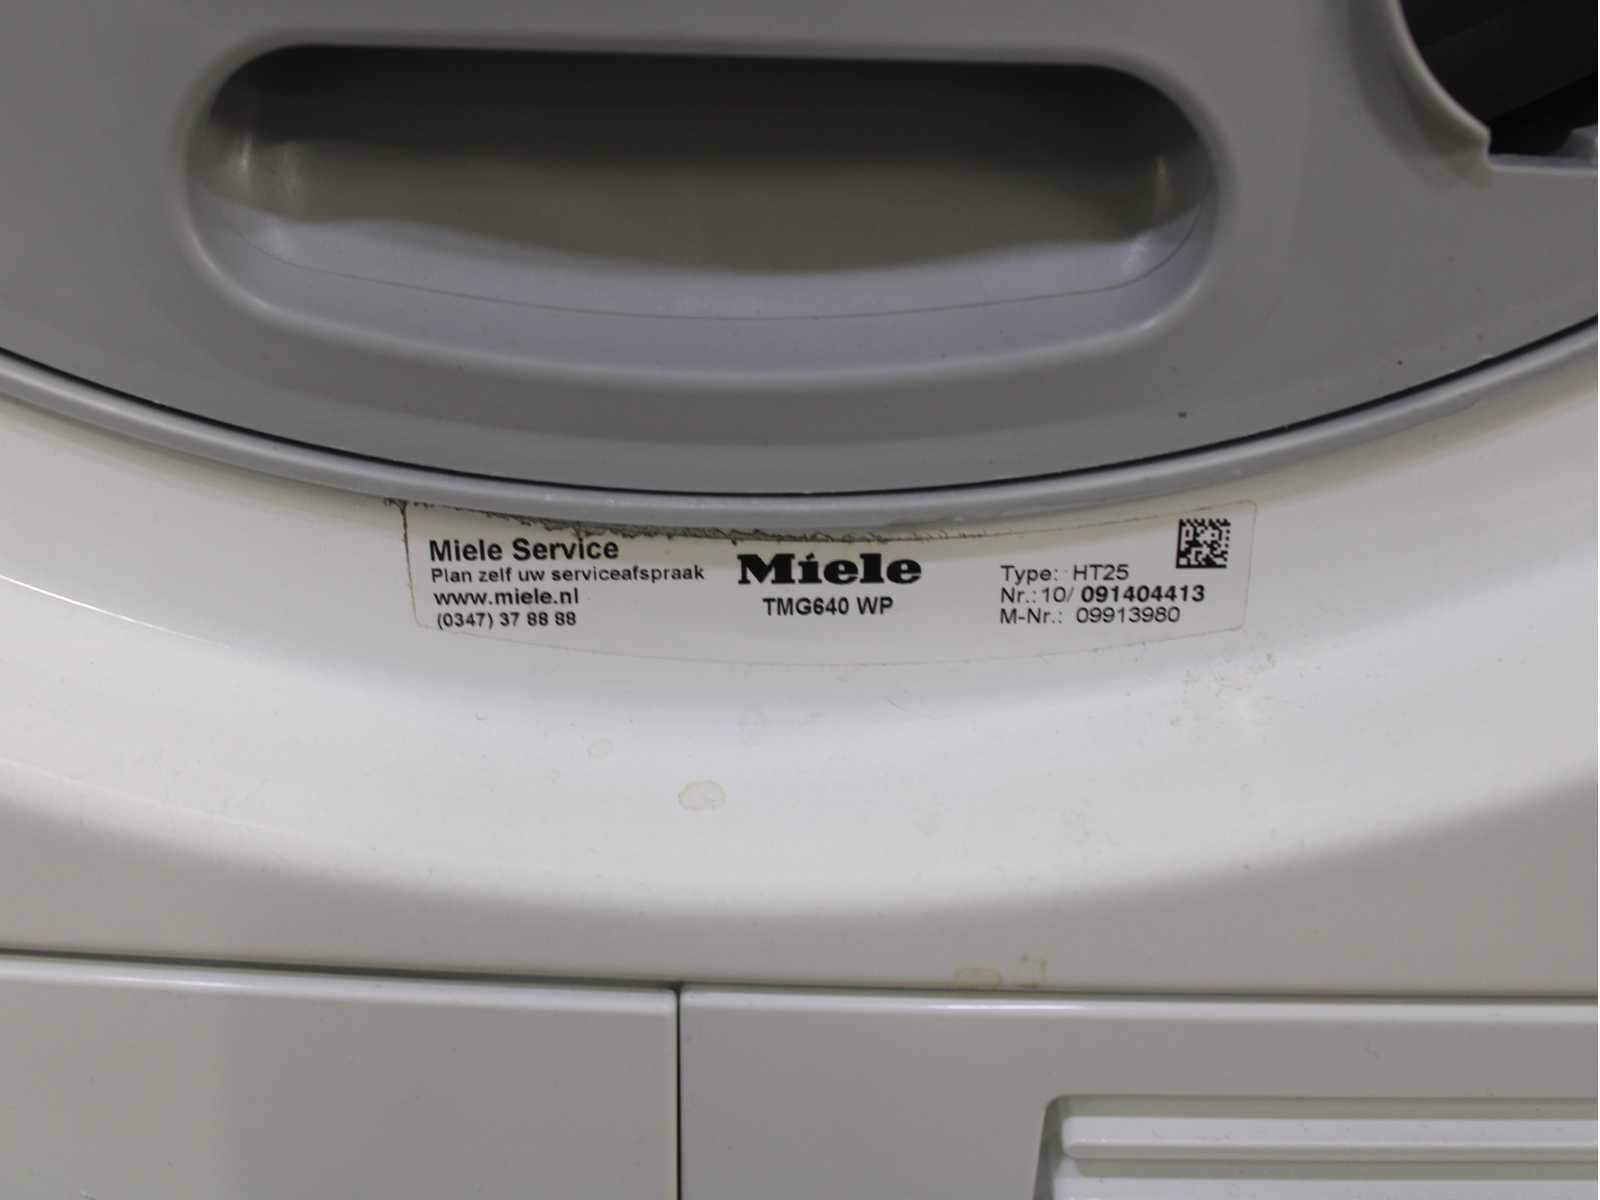 Miele Service
Plan zelf uw serviceafspraak
www.miele.nl
(0347) 37 88 88
Miele
TMG640 WP
Type: HT25
Nr.: 10/ 091404413
M-Nr.: 09913980